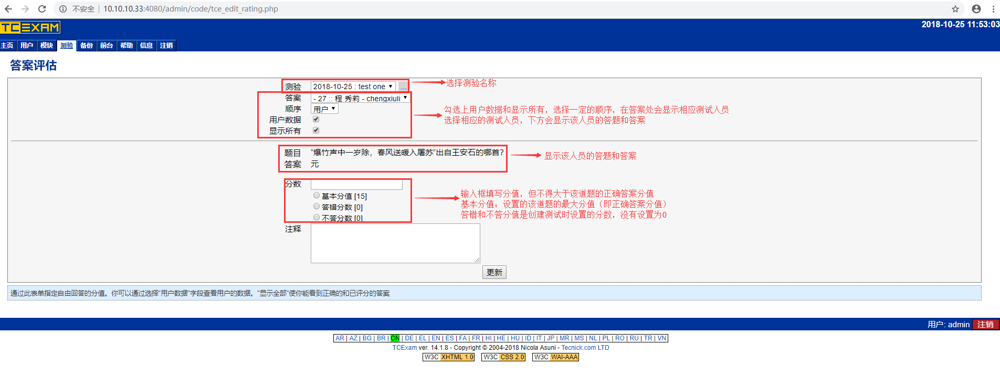 不安全 10.10.10.33:4080/admin/code/tce_edit_rating.php
TCEXAM
2018-10-25 11:53:03
主页 用户 模块 测验 备份 前台 帮助 信息 注销
答案评估
测验 2018-10-25 : test one ...
选择测验名称
答案 - 27 :: 程 秀莉 - chengxiuli
顺序 用户
勾选上用户数据和显示所有，选择一定的顺序，在答案处会显示相应测试人员
用户数据
选择相应的测试人员，下方会显示该人员的答题和答案
显示所有
题目 “爆竹声中一岁除，春风送暖入屠苏”出自王安石的哪首？
显示该人员的答题和答案
答案 元
分数
输入框填写分值，但不得大于该道题的正确答案分值
基本分值 [15]
基本分值：设置的该道题的最大分值（即正确答案分值）
答错分数 [0]
答错和不答分值是创建测试时设置的分数，没有设置为0
不答分数 [0]
注释
更新
通过此表单指定自由回答的分值。你可以通过选择"用户数据"字段查看用户的数据。"显示全部"使你能看到正确的和已评分的答案
用户: admin 注销
AR | AZ | BG | BR | CN | DE | EL | EN | ES | FA | FR | HI | HE | HU | ID | IT | JP | MR | MS | NL | PL | RO | RU | TR | VN
TCExam ver. 14.1.8 - Copyright © 2004-2018 Nicola Asuni - Tecnick.com LTD
W3C XHTML 1.0 W3C CSS 2.0 W3C WAI-AAA